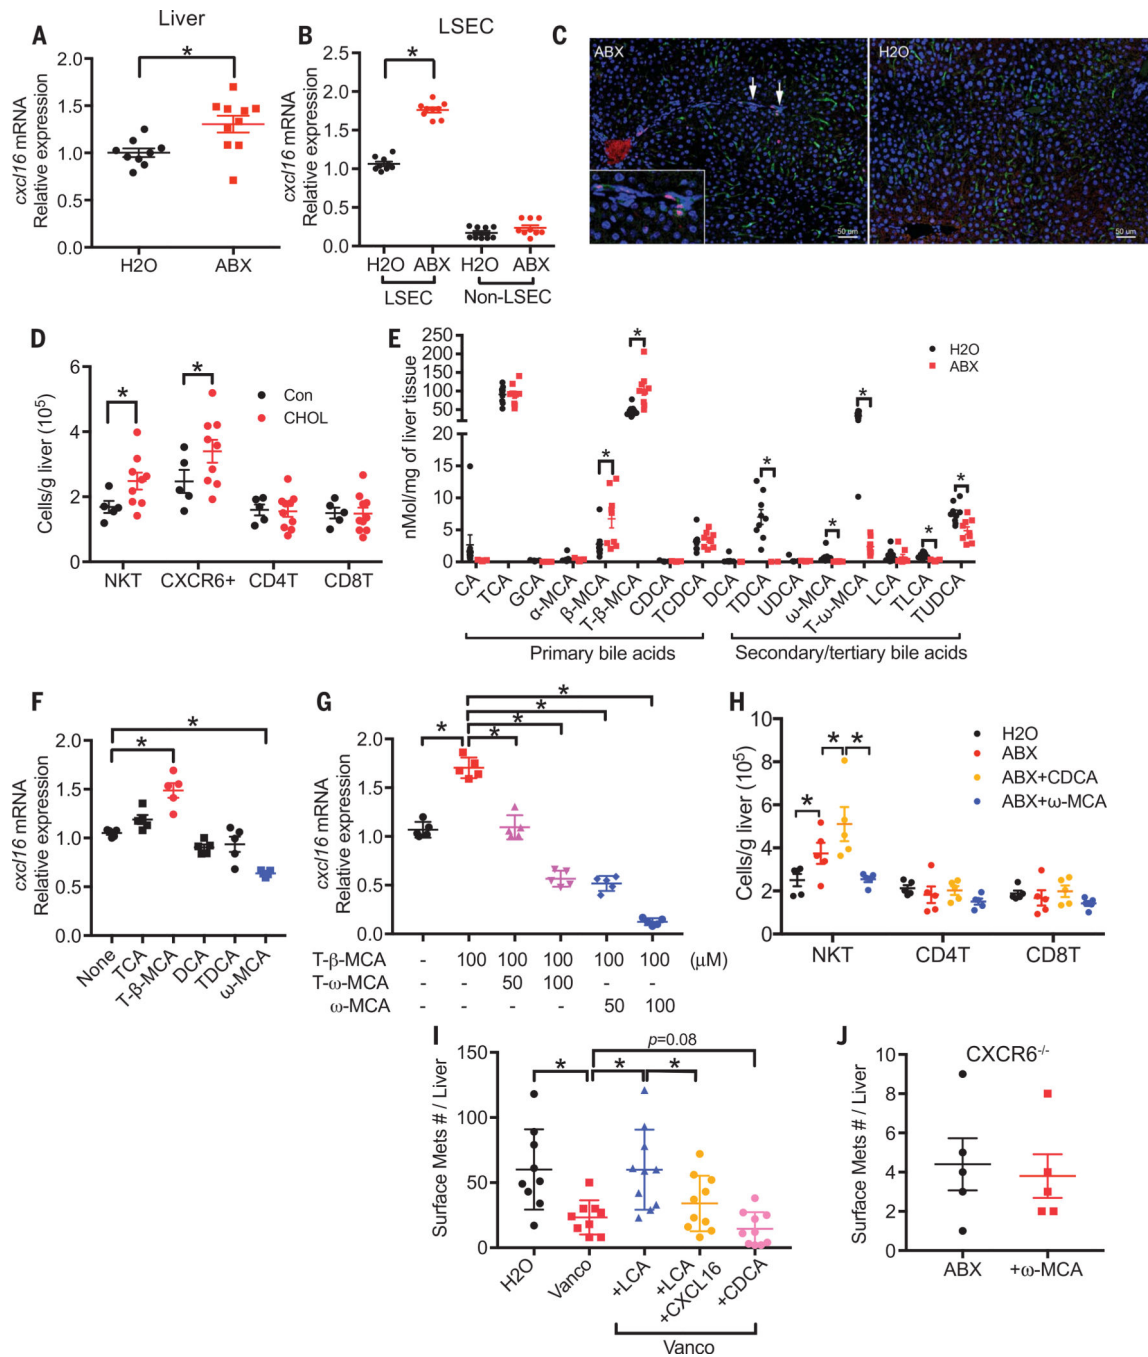 A
Liver
*
cxcl16 mRNA
Relative expression
2.0
1.5
1.0
0.5
0.0
H2O
ABX
B
LSEC
*
cxcl16 mRNA
Relative expression
2.5
2.0
1.5
1.0
0.5
0.0
H2O ABX H2O ABX
LSEC Non-LSEC
C
ABX
50 um
H2O
50 um
D
Cells/g liver (10⁵)
6
4
2
0
* *
Con
CHOL
NKT CXCR6+ CD4T CD8T
E
nMol/mg of liver tissue
250
200
150
100
50
20
15
10
5
0
* * * * * * *
H2O
ABX
CA TCA GCA α-MCA β-MCA T-β-MCA CDCA TCDCA DCA TDCA UDCA ω-MCA T-ω-MCA LCA TLCA TUDCA
Primary bile acids Secondary/tertiary bile acids
F
cxcl16 mRNA
Relative expression
2.0
1.5
1.0
0.5
0.0
*
*
None TCA T-β-MCA DCA TDCA ω-MCA
G
cxcl16 mRNA
Relative expression
2.0
1.5
1.0
0.5
0.0
* * * * *
T-β-MCA - 100 100 100 100 100 (μM)
T-ω-MCA - - 50 100 - -
ω-MCA - - - - 50 100
H
Cells/g liver (10⁵)
10
8
6
4
2
0
* * *
H2O
ABX
ABX+CDCA
ABX+ω-MCA
NKT CD4T CD8T
I
Surface Mets # / Liver
150
100
50
0
p=0.08
* * *
H2O Vanco +LCA +LCA +CXCL16 +CDCA
Vanco
J
CXCR6⁻/⁻
Surface Mets # / Liver
10
8
6
4
2
0
ABX +ω-MCA